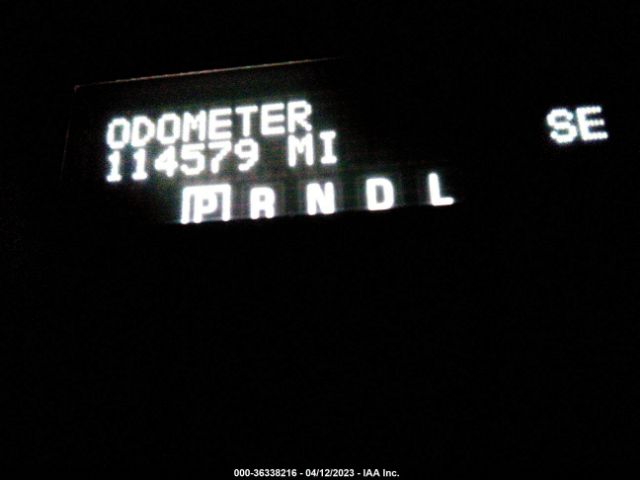 ODOMETER SE
114579 MI
P R N D L
000-36338216 - 04/12/2023 - IAA Inc.